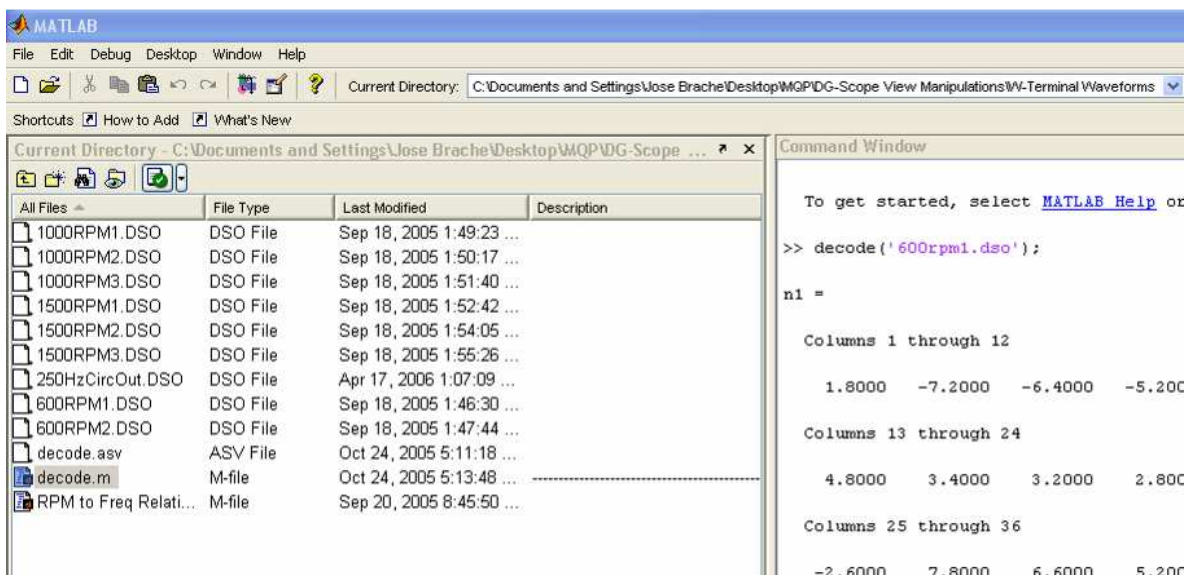 MATLAB
File Edit Debug Desktop Window Help
Current Directory: C:\Documents and Settings\Jose Brache\Desktop\MQP\DG-Scope View Manipulations\W-Terminal Waveforms
Shortcuts How to Add What's New
Current Directory - C:\Documents and Settings\Jose Brache\Desktop\MQP\DG-Scope ...
All Files File Type Last Modified Description
1000RPM1.DSO DSO File Sep 18, 2005 1:49:23 ...
1000RPM2.DSO DSO File Sep 18, 2005 1:50:17 ...
1000RPM3.DSO DSO File Sep 18, 2005 1:51:40 ...
1500RPM1.DSO DSO File Sep 18, 2005 1:52:42 ...
1500RPM2.DSO DSO File Sep 18, 2005 1:54:05 ...
1500RPM3.DSO DSO File Sep 18, 2005 1:55:26 ...
250HzCircOut.DSO DSO File Apr 17, 2006 1:07:09 ...
600RPM1.DSO DSO File Sep 18, 2005 1:46:30 ...
600RPM2.DSO DSO File Sep 18, 2005 1:47:44 ...
decode.asv ASV File Oct 24, 2005 5:11:18 ...
decode.m M-file Oct 24, 2005 5:13:48 ...
RPM to Freq Relati... M-file Sep 20, 2005 8:45:50 ...
Command Window
To get started, select MATLAB Help or
>> decode('600rpm1.dso');
n1 =
Columns 1 through 12
1.8000 -7.2000 -6.4000 -5.200
Columns 13 through 24
4.8000 3.4000 3.2000 2.800
Columns 25 through 36
-2.6000 7.8000 6.6000 5.200